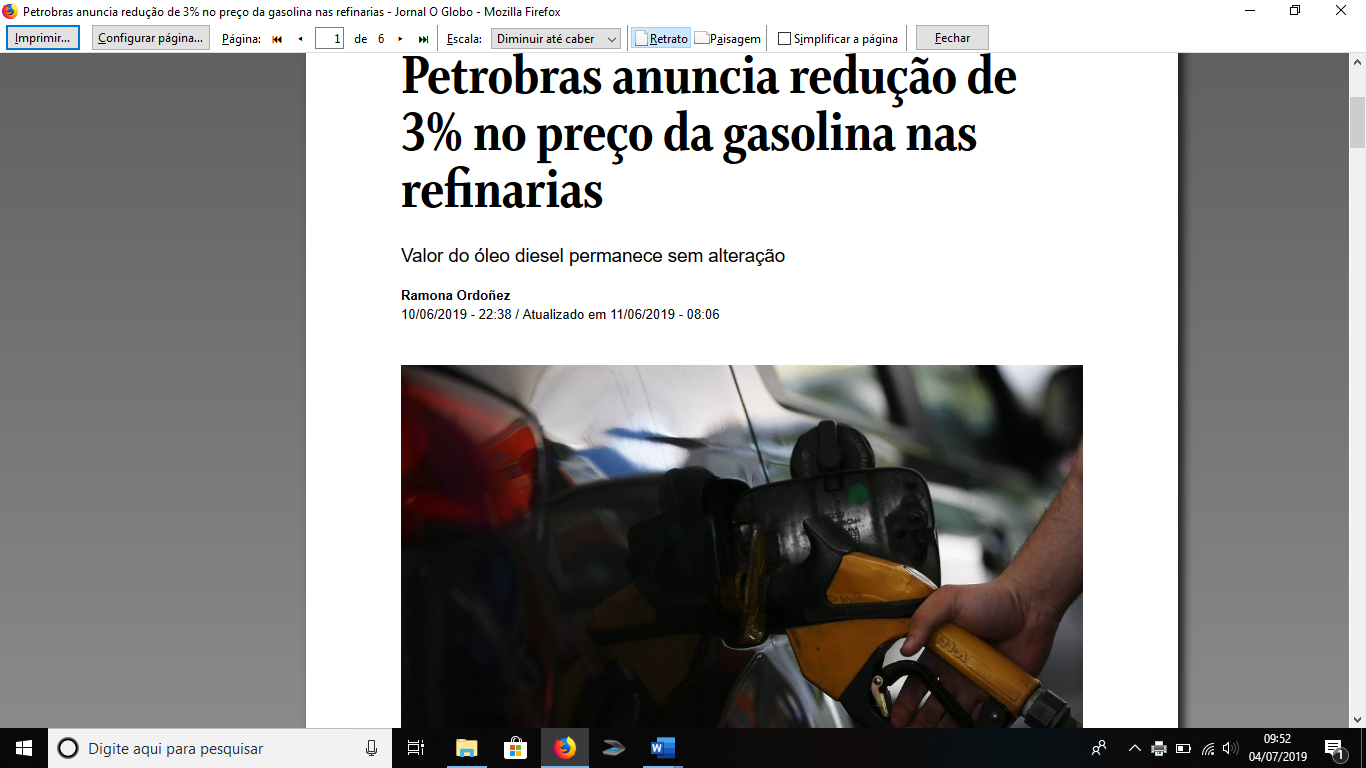 Petrobras anuncia redução de 3% no preço da gasolina nas refinarias - Jornal O Globo - Mozilla Firefox
Imprimir... Configurar página... Página: 1 de 6 Escala: Diminuir até caber Retrato Paisagem Simplificar a página Fechar
Petrobras anuncia redução de
3% no preço da gasolina nas
refinarias
Valor do óleo diesel permanece sem alteração
Ramona Ordoñez
10/06/2019 - 22:38 / Atualizado em 11/06/2019 - 08:06
Digite aqui para pesquisar
09:52
04/07/2019
1